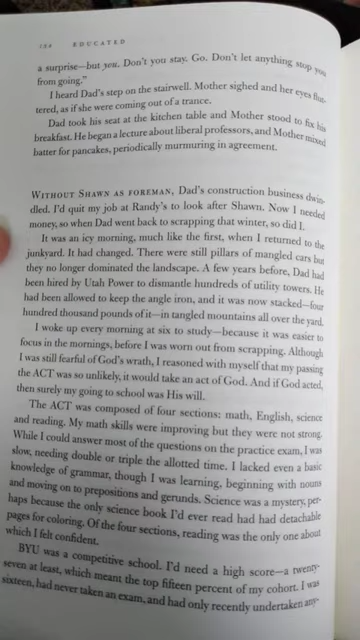 132 EDUCATED
a surprise—but you. Don't you stay. Go. Don't let anything stop you
from going."
I heard Dad's step on the stairwell. Mother sighed and her eyes flut-
tered, as if she were coming out of a trance.
Dad took his seat at the kitchen table and Mother stood to fix his
breakfast. He began a lecture about liberal professors, and Mother mixed
batter for pancakes, periodically murmuring in agreement.
WITHOUT SHAWN AS FOREMAN, Dad's construction business dwin-
dled. I'd quit my job at Randy's to look after Shawn. Now I needed
money, so when Dad went back to scrapping that winter, so did I.
It was an icy morning, much like the first, when I returned to the
junkyard. It had changed. There were still pillars of mangled cars but
they no longer dominated the landscape. A few years before, Dad had
been hired by Utah Power to dismantle hundreds of utility towers. He
had been allowed to keep the angle iron, and it was now stacked—four
hundred thousand pounds of it—in tangled mountains all over the yard.
I woke up every morning at six to study—because it was easier to
focus in the mornings, before I was worn out from scrapping. Although
I was still fearful of God's wrath, I reasoned with myself that my passing
the ACT was so unlikely, it would take an act of God. And if God acted,
then surely my going to school was His will.
The ACT was composed of four sections: math, English, science
and reading. My math skills were improving but they were not strong.
While I could answer most of the questions on the practice exam, I was
slow, needing double or triple the allotted time. I lacked even a basic
knowledge of grammar, though I was learning, beginning with nouns
and moving on to prepositions and gerunds. Science was a mystery, per-
haps because the only science book I'd ever read had had detachable
pages for coloring. Of the four sections, reading was the only one about
which I felt confident.
BYU was a competitive school. I'd need a high score—a twenty-
seven at least, which meant the top fifteen percent of my cohort. I was
sixteen, had never taken an exam, and had only recently undertaken any-